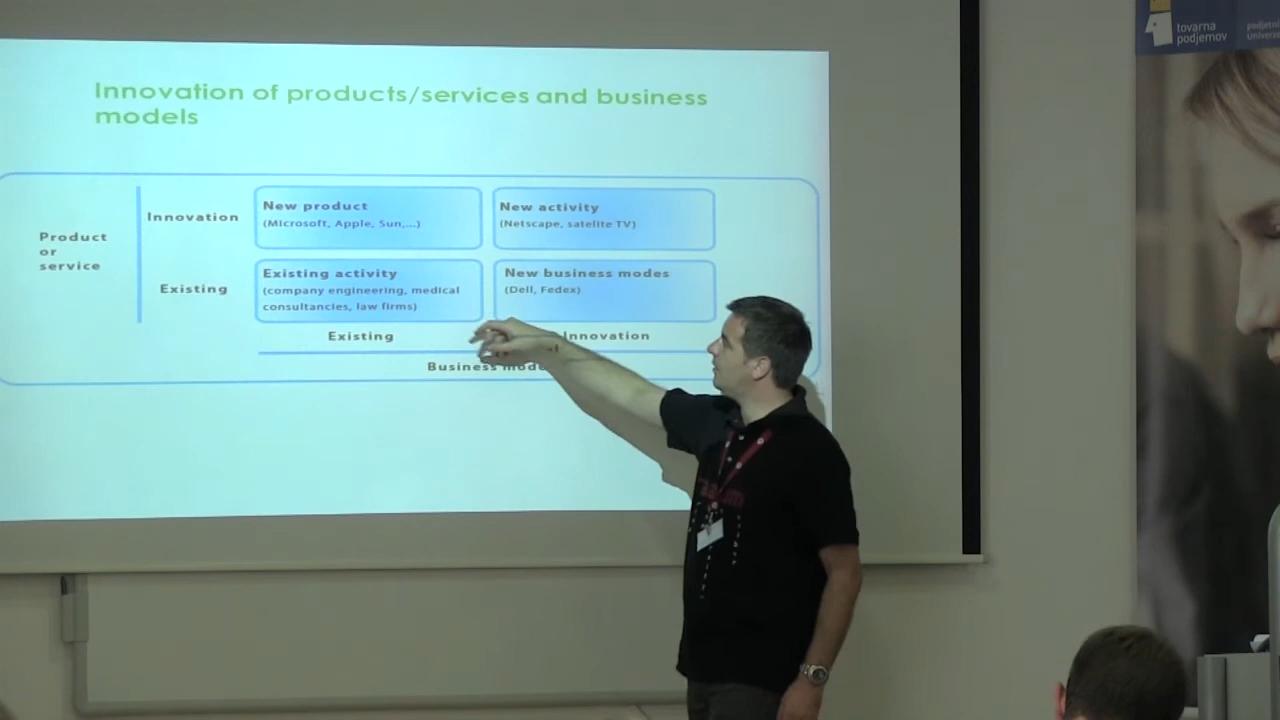 Innovation of products/services and business
models
Product
or
service
Innovation
Existing
New product
(Microsoft, Apple, Sun,...)
New activity
(Netscape, satelite TV)
Existing activity
(company engineering, medical
consultancies, law firms)
New business modes
(Dell, Fedex)
Existing
Innovation
Business
tovarna
podjemov